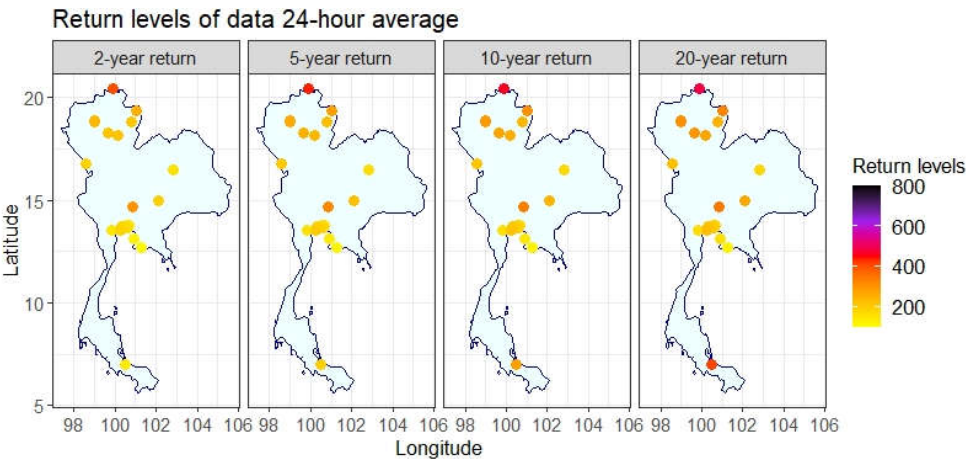 Return levels of data 24-hour average
2-year return 5-year return 10-year return 20-year return
Latitude
20
15
10
5
98 100 102 104 106 98 100 102 104 106 98 100 102 104 106 98 100 102 104 106
Longitude
Return levels
800
600
400
200